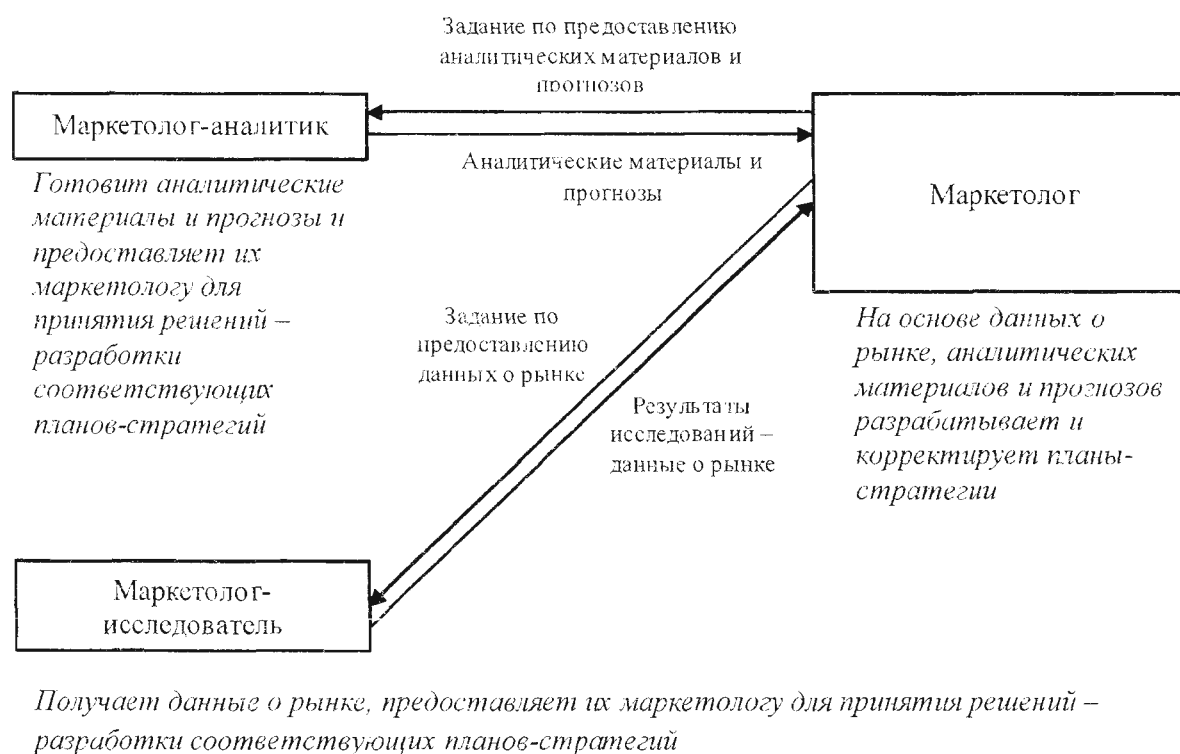 Задание по предоставлению
аналитических материалов и
прогнозов
Маркетолог-аналитик
Аналитические материалы и
прогнозы
Готовит аналитические
материалы и прогнозы и
предоставляет их
маркетологу для
принятия решений –
разработки
соответствующих
планов-стратегий
Маркетолог
На основе данных о
рынке, аналитических
материалов и прогнозов
разрабатывает и
корректирует планы-
стратегии
Задание по
предоставлению
данных о рынке
Результаты
исследований –
данные о рынке
Маркетолог-
исследователь
Получает данные о рынке, предоставляет их маркетологу для принятия решений –
разработки соответствующих планов-стратегий